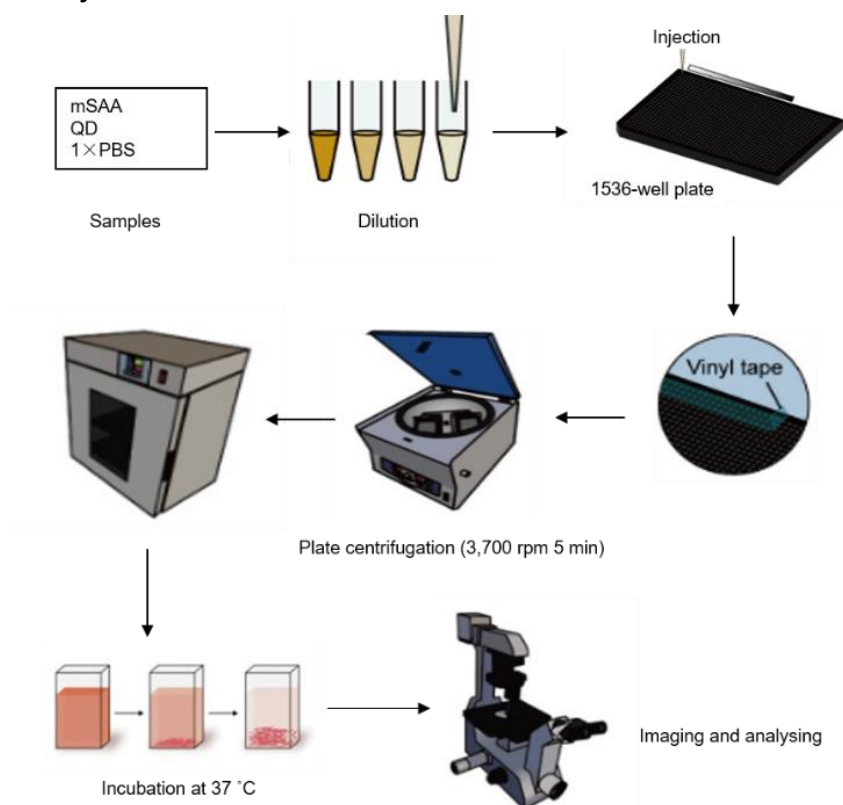 Injection
mSAA
QD
1×PBS
1536-well plate
Samples
Dilution
Vinyl tape
Plate centrifugation (3,700 rpm 5 min)
Imaging and analysing
Incubation at 37 ˚C